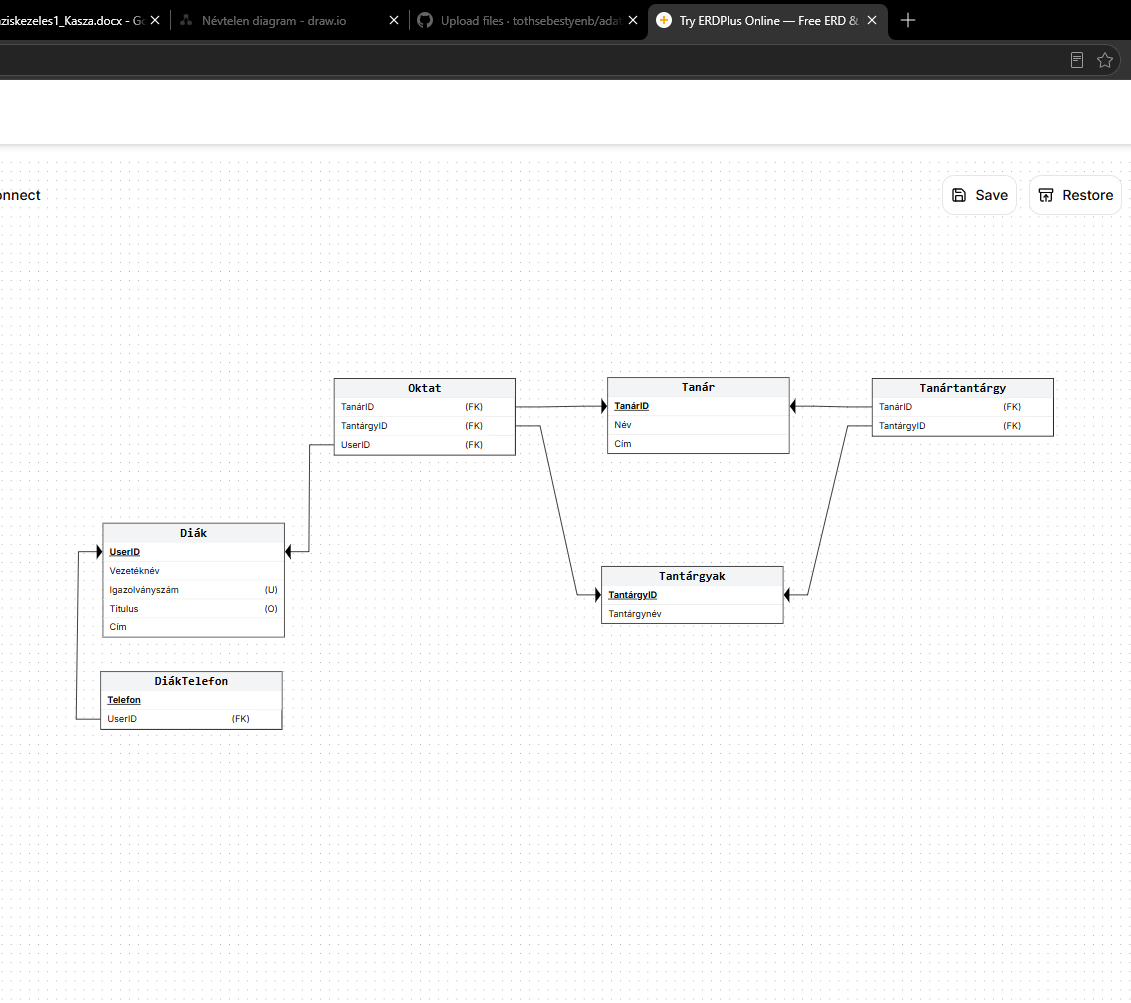 ziskezeles1_Kasza.docx - Go
Névtelen diagram - draw.io
Upload files · tothsebestyenb/adat
Try ERDPlus Online — Free ERD &
onnect
Save
Restore
Oktat
TanárID (FK)
TantárgyID (FK)
UserID (FK)
Tanár
TanárID
Név
Cím
Tanártantárgy
TanárID (FK)
TantárgyID (FK)
Diák
UserID
Vezetéknév
Igazolványszám (U)
Titulus (O)
Cím
Tantárgyak
TantárgyID
Tantárgynév
DiákTelefon
Telefon
UserID (FK)